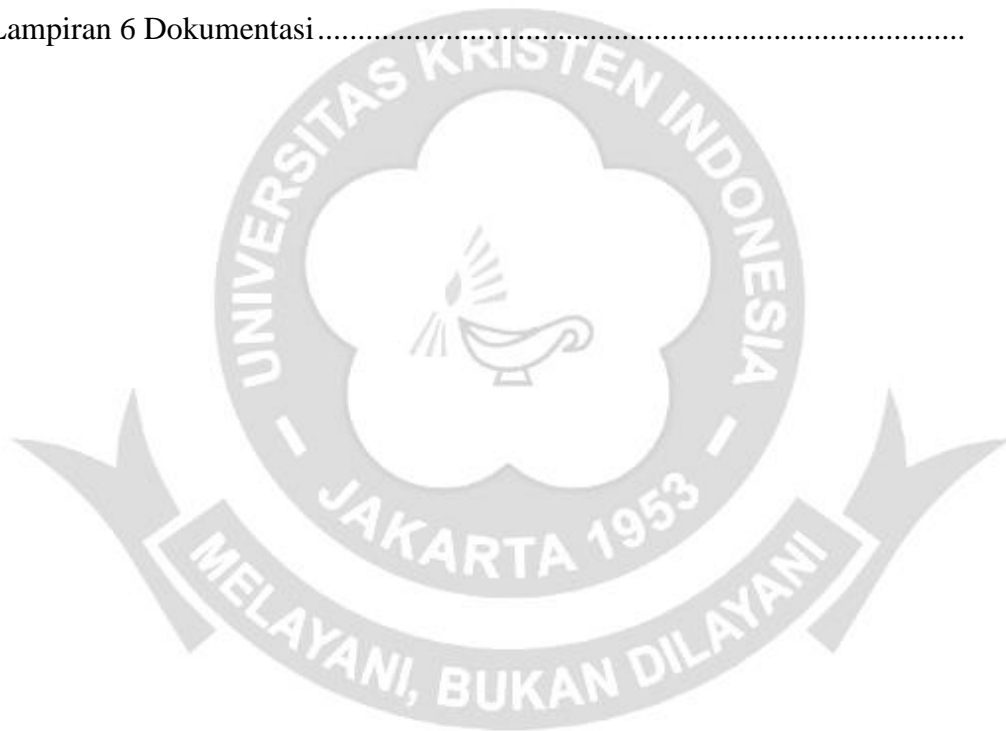 Lampiran 6 Dokumentasi................................................................................
UNIVERSITAS KRISTEN INDONESIA
- JAKARTA 1953 -
MELAYANI, BUKAN DILAYANI